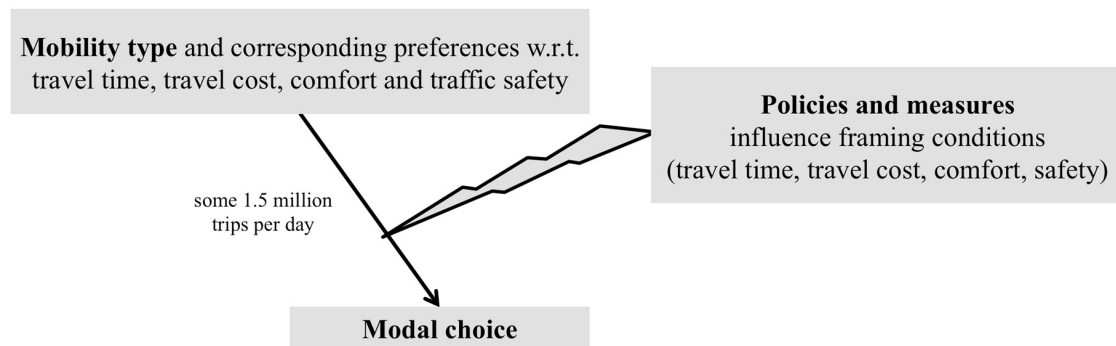 Mobility type and corresponding preferences w.r.t.
travel time, travel cost, comfort and traffic safety
Policies and measures
influence framing conditions
(travel time, travel cost, comfort, safety)
some 1.5 million
trips per day
Modal choice